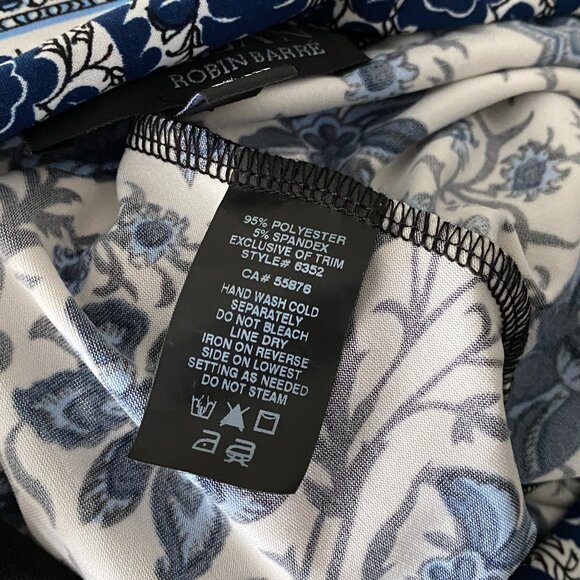 ROBIN BARRE
95% POLYESTER
5% SPANDEX
EXCLUSIVE OF TRIM
STYLE# 6352
CA# 55876
HAND WASH COLD
SEPARATELY
DO NOT BLEACH
LINE DRY
IRON ON REVERSE
SIDE ON LOWEST
SETTING AS NEEDED
DO NOT STEAM